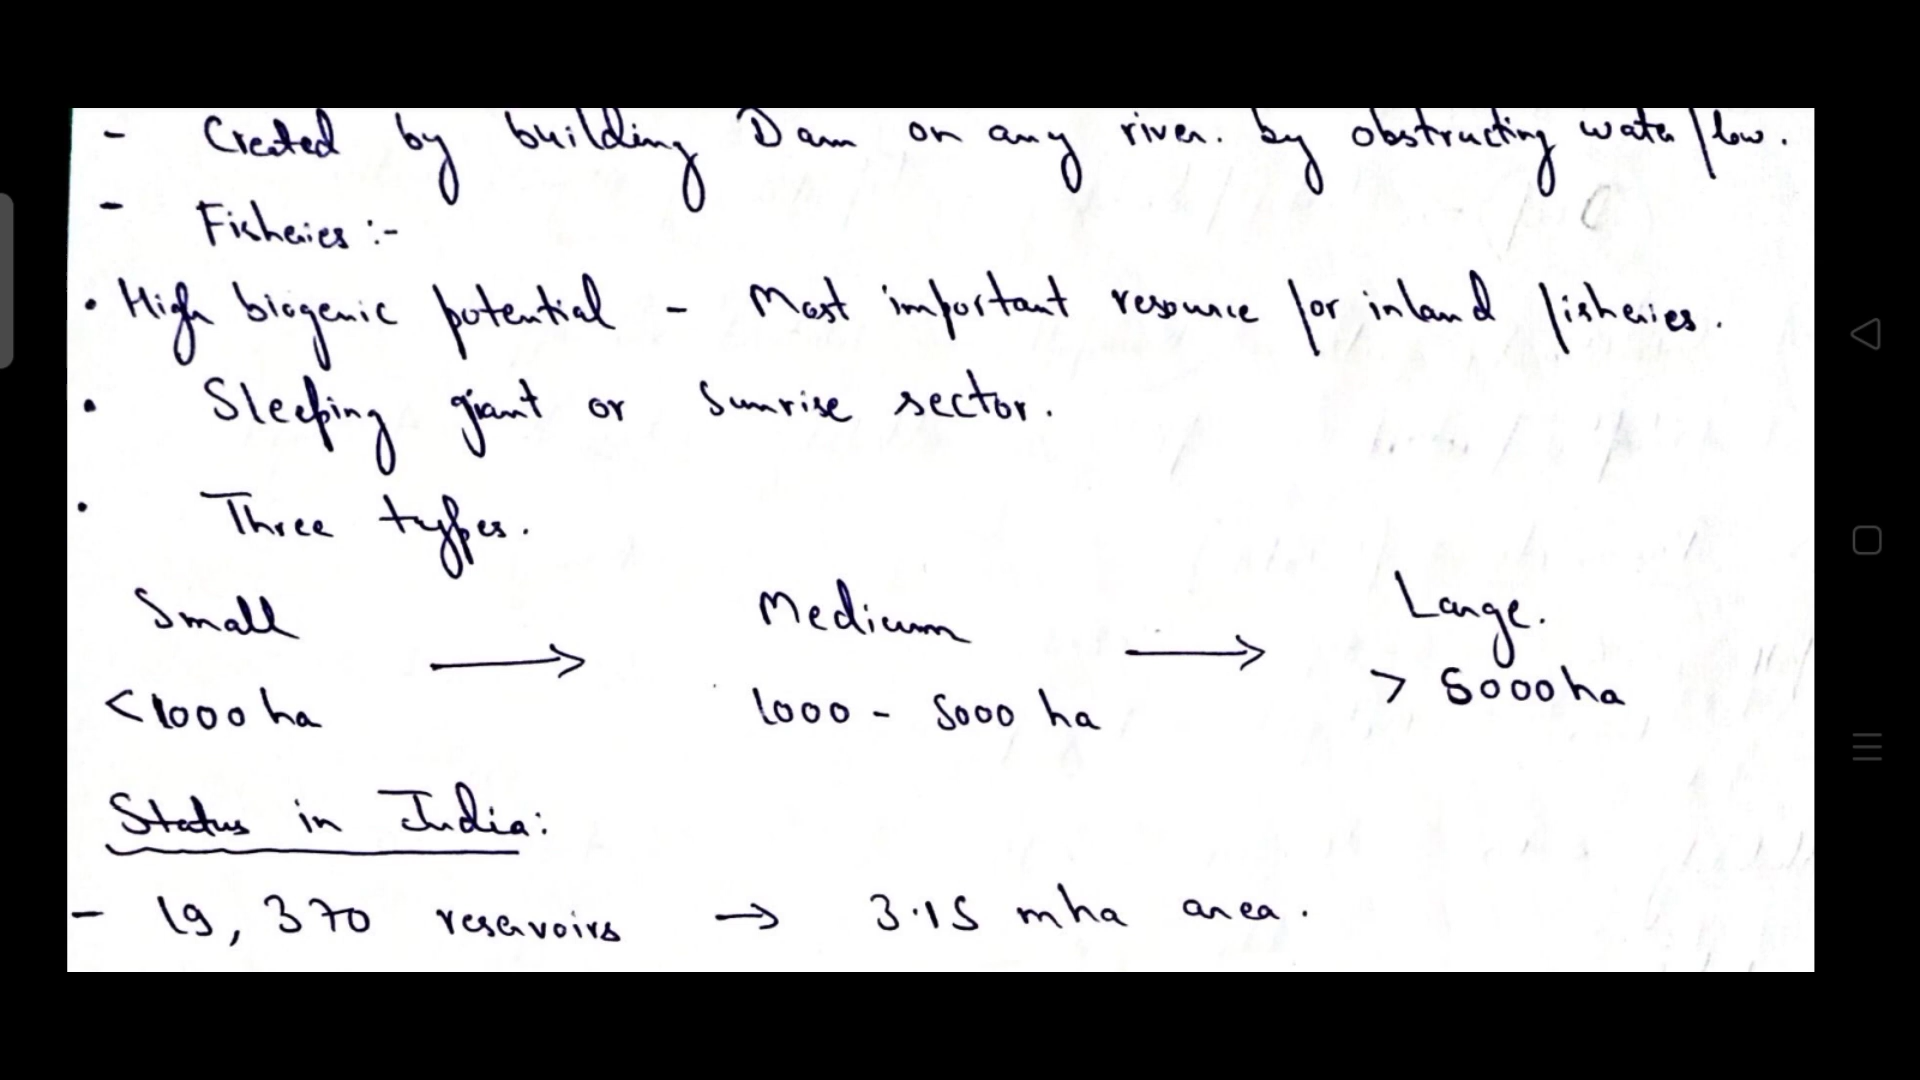 - Created by building Dam on any river. by obstructing water flow.
- Fisheries :-
• High biogenic potential - Most important resource for inland fisheries.
• Sleeping giant or Sunrise sector.
• Three types.
Small → Medium → Large.
<1000 ha 1000 - 5000 ha > 5000 ha
Status in India:
- 19, 370 reservoirs → 3.15 mha area.